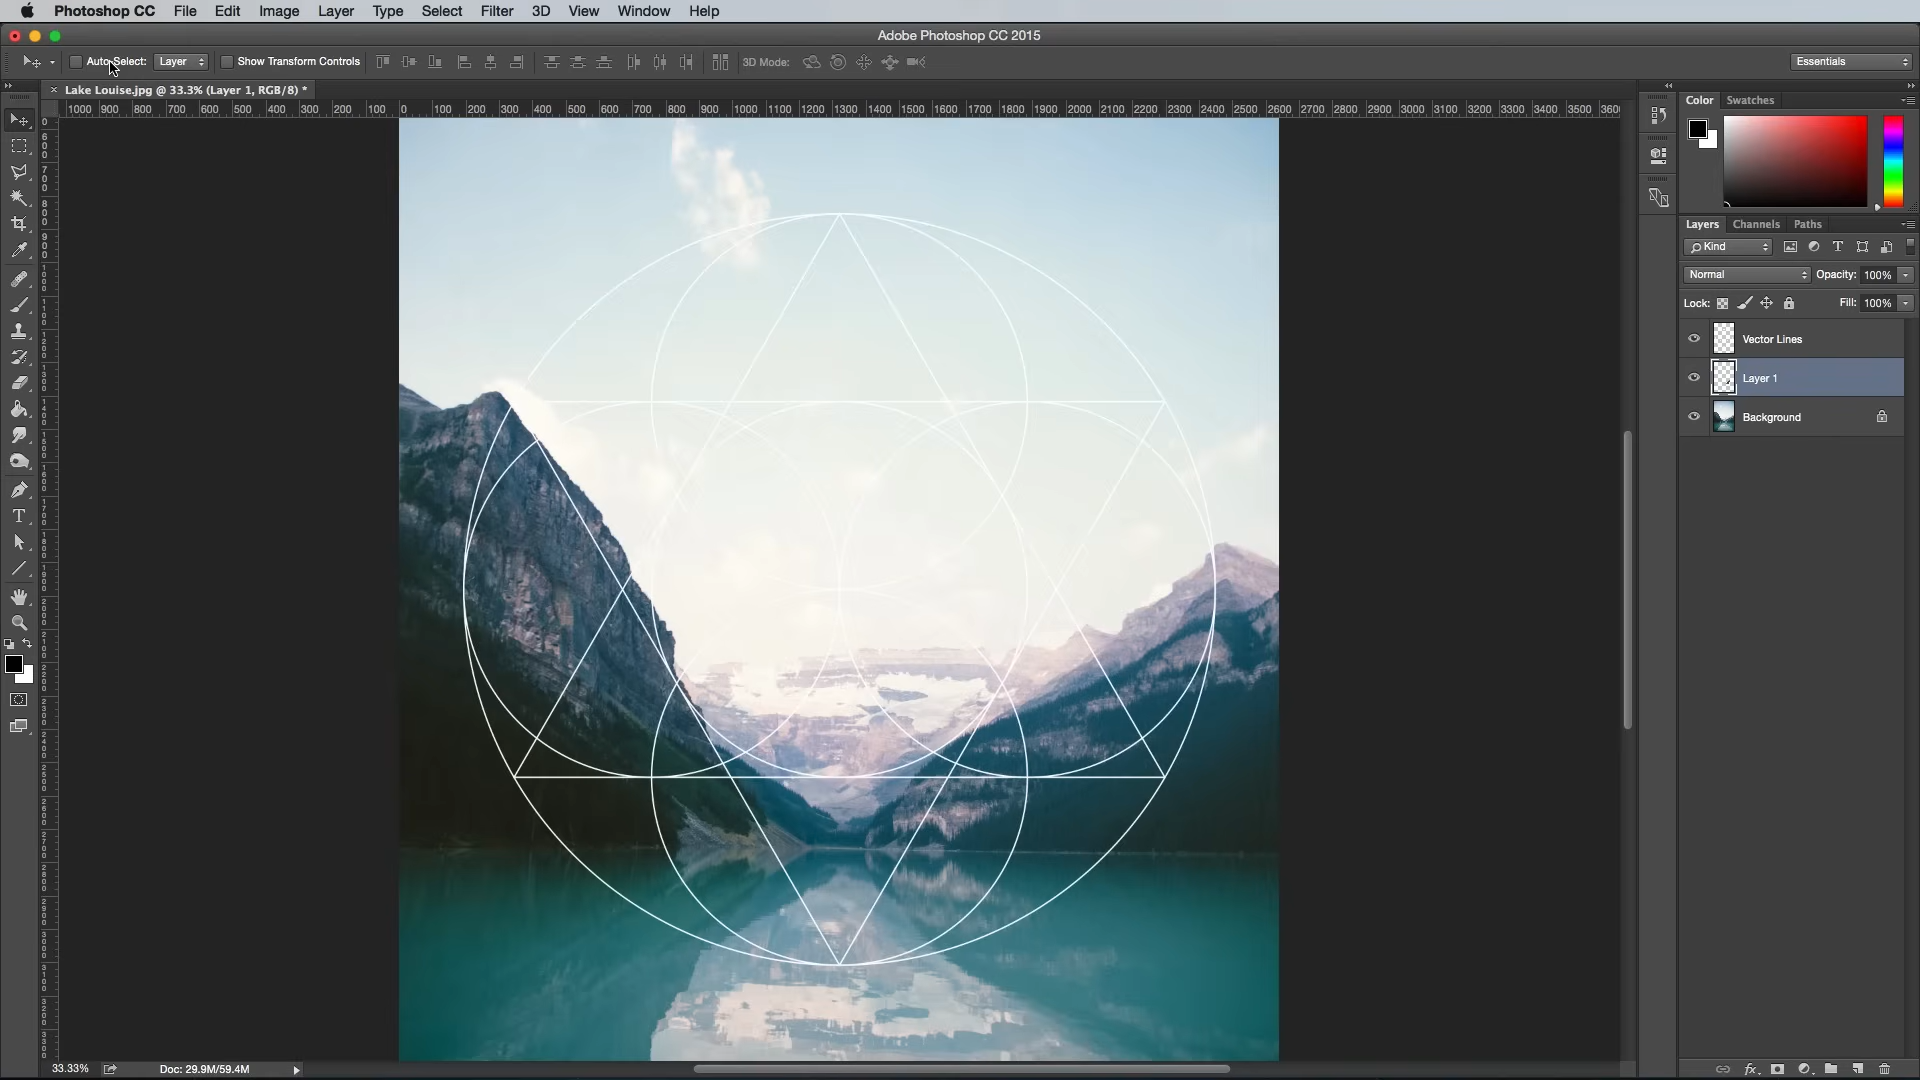 Photoshop CC File Edit Image Layer Type Select Filter 3D View Window Help
Adobe Photoshop CC 2015
Auto-Select: Layer Show Transform Controls 3D Mode: Essentials
Lake Louise.jpg @ 33.3% (Layer 1, RGB/8) *
1000 900 800 700 600 500 400 300 200 100 0 100 200 300 400 500 600 700 800 900 1000 1100 1200 1300 1400 1500 1600 1700 1800 1900 2000 2100 2200 2300 2400 2500 2600 2700 2800 2900 3000 3100 3200 3300 3400 3500 3600
Color Swatches
Layers Channels Paths
Kind
Normal Opacity: 100%
Lock: Fill: 100%
Vector Lines
Layer 1
Background
33.33% Doc: 29.9M/59.4M